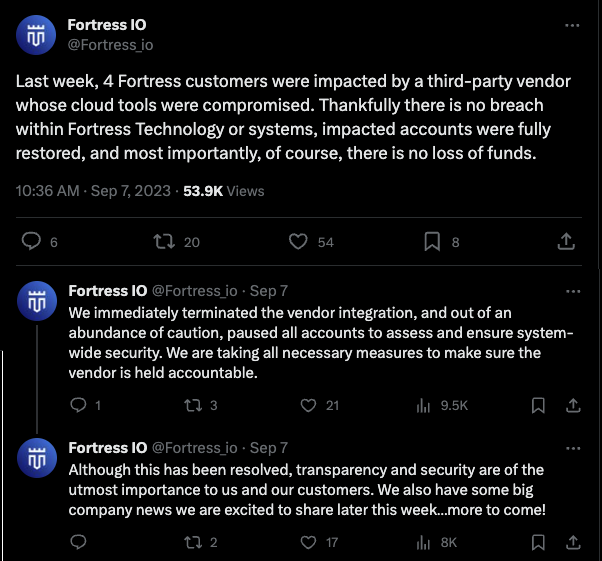 Fortress IO
@Fortress_io
Last week, 4 Fortress customers were impacted by a third-party vendor
whose cloud tools were compromised. Thankfully there is no breach
within Fortress Technology or systems, impacted accounts were fully
restored, and most importantly, of course, there is no loss of funds.
10:36 AM · Sep 7, 2023 · 53.9K Views
6 20 54 8
Fortress IO @Fortress_io · Sep 7
We immediately terminated the vendor integration, and out of an
abundance of caution, paused all accounts to assess and ensure system-
wide security. We are taking all necessary measures to make sure the
vendor is held accountable.
1 3 21 9.5K
Fortress IO @Fortress_io · Sep 7
Although this has been resolved, transparency and security are of the
utmost importance to us and our customers. We also have some big
company news we are excited to share later this week...more to come!
2 17 8K